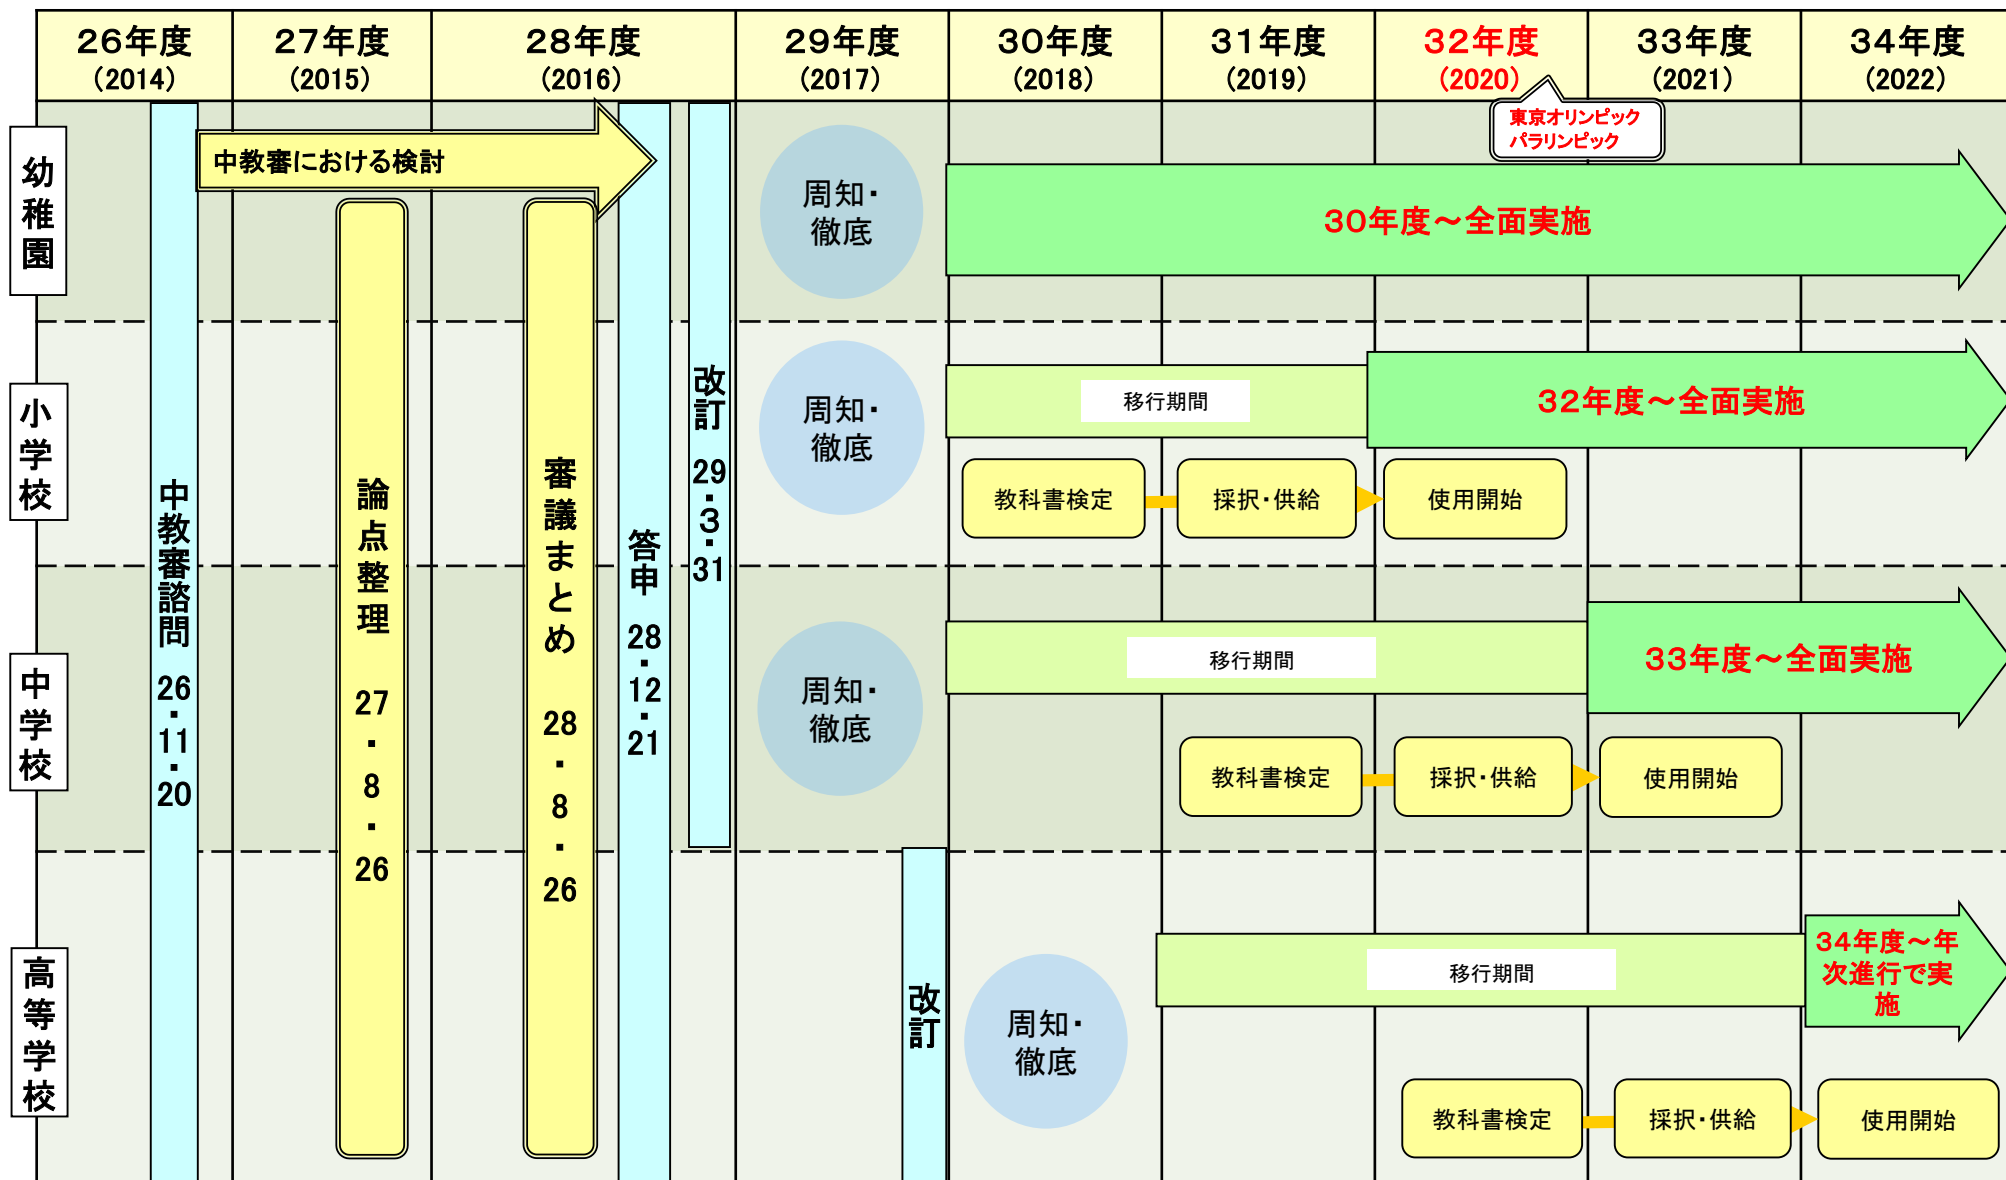 26年度
(2014)
27年度
(2015)
28年度
(2016)
29年度
(2017)
30年度
(2018)
31年度
(2019)
32年度
(2020)
33年度
(2021)
34年度
(2022)
東京オリンピック
パラリンピック
幼稚園
中教審における検討
周知・
徹底
30年度～全面実施
小学校
周知・
徹底
移行期間
32年度～全面実施
教科書検定
採択・供給
使用開始
中教審諮問 26・11・20
論点整理 27・8・26
審議まとめ 28・8・26
答申 28・12・21
改訂 29・3・31
中学校
周知・
徹底
移行期間
33年度～全面実施
教科書検定
採択・供給
使用開始
高等学校
改訂
周知・
徹底
移行期間
34年度～年
次進行で実
施
教科書検定
採択・供給
使用開始